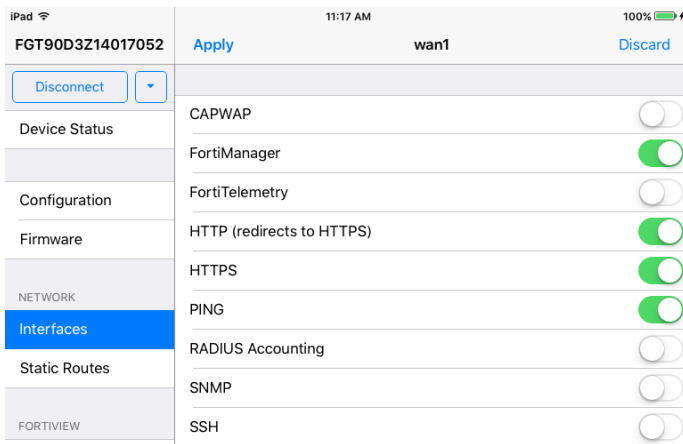 iPad 11:17 AM 100%
FGT90D3Z14017052 Apply wan1 Discard
Disconnect
Device Status
Configuration
Firmware
NETWORK
Interfaces
Static Routes
FORTIVIEW
CAPWAP
FortiManager
FortiTelemetry
HTTP (redirects to HTTPS)
HTTPS
PING
RADIUS Accounting
SNMP
SSH